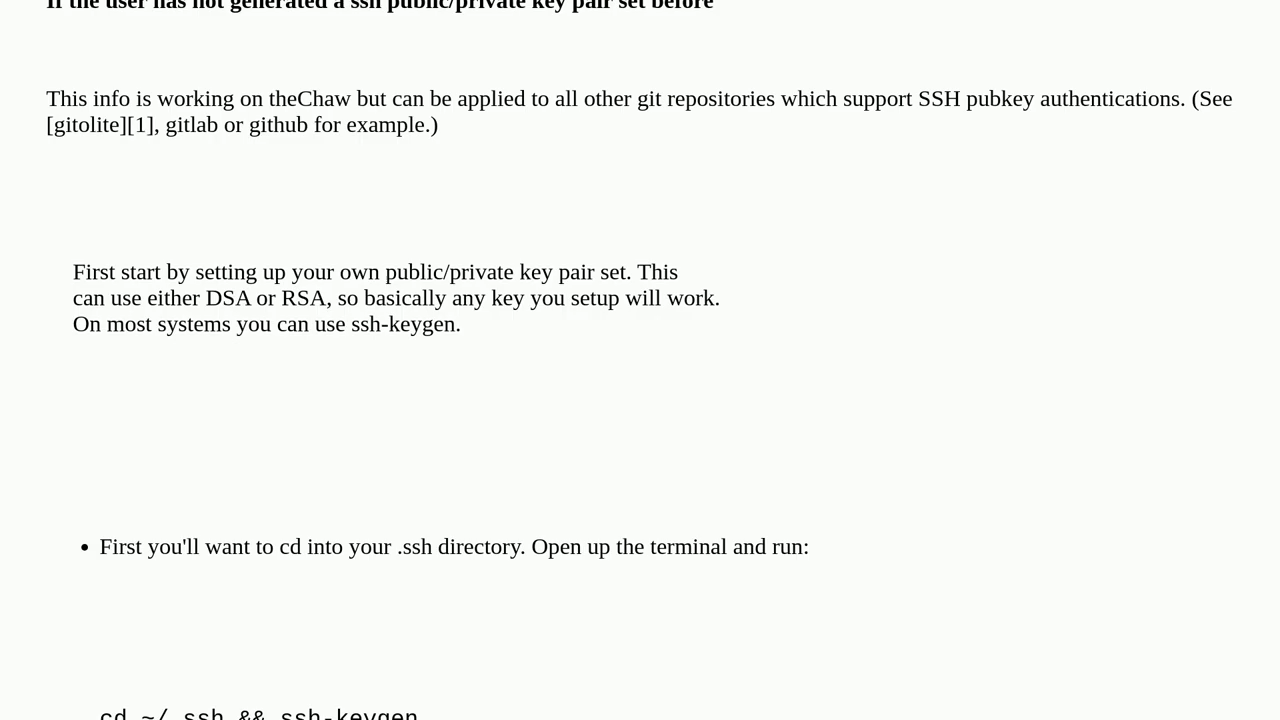 If the user has not generated a ssh public/private key pair set before
This info is working on theChaw but can be applied to all other git repositories which support SSH pubkey authentications. (See
[gitolite][1], gitlab or github for example.)
First start by setting up your own public/private key pair set. This
can use either DSA or RSA, so basically any key you setup will work.
On most systems you can use ssh-keygen.
• First you'll want to cd into your .ssh directory. Open up the terminal and run:
cd ~/.ssh && ssh-keygen